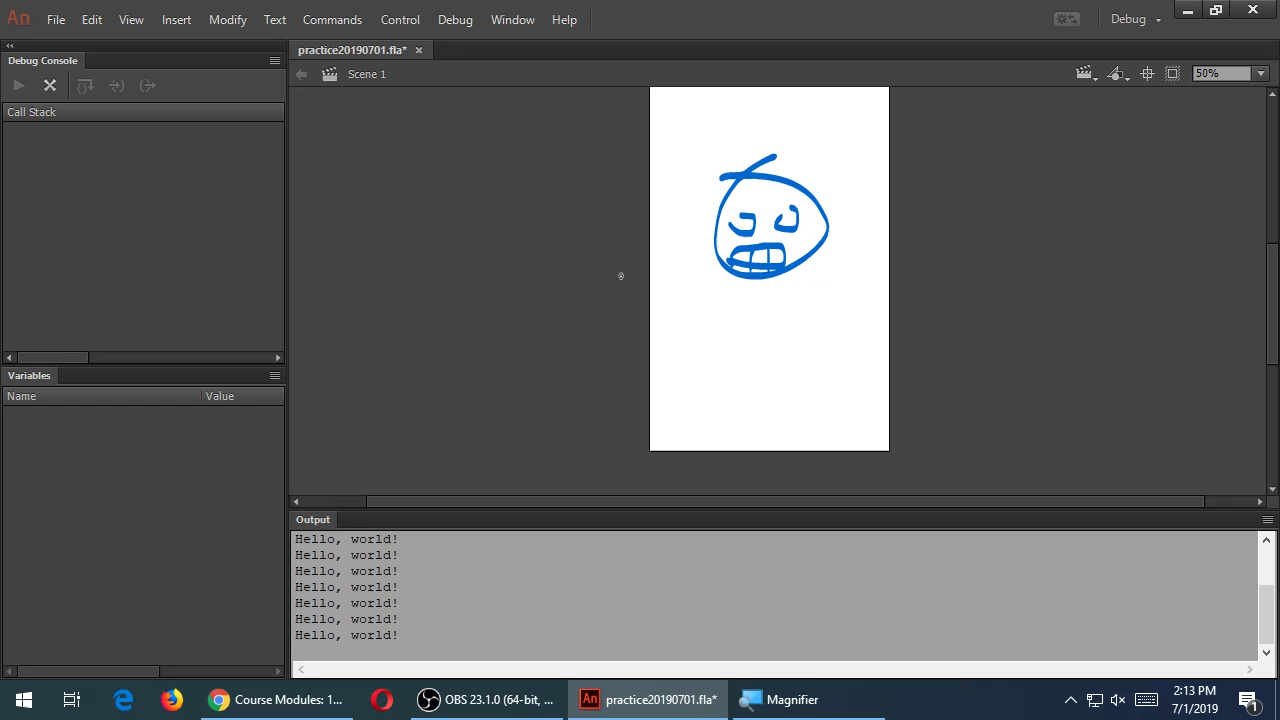 An File Edit View Insert Modify Text Commands Control Debug Window Help Debug
Debug Console
practice20190701.fla*
Scene 1
50%
Call Stack
Variables
Name Value
Output
Hello, world!
Hello, world!
Hello, world!
Hello, world!
Hello, world!
Hello, world!
Hello, world!
Course Modules: 1...
OBS 23.1.0 (64-bit, ...
An practice20190701.fla*
Magnifier
2:13 PM
7/1/2019
1